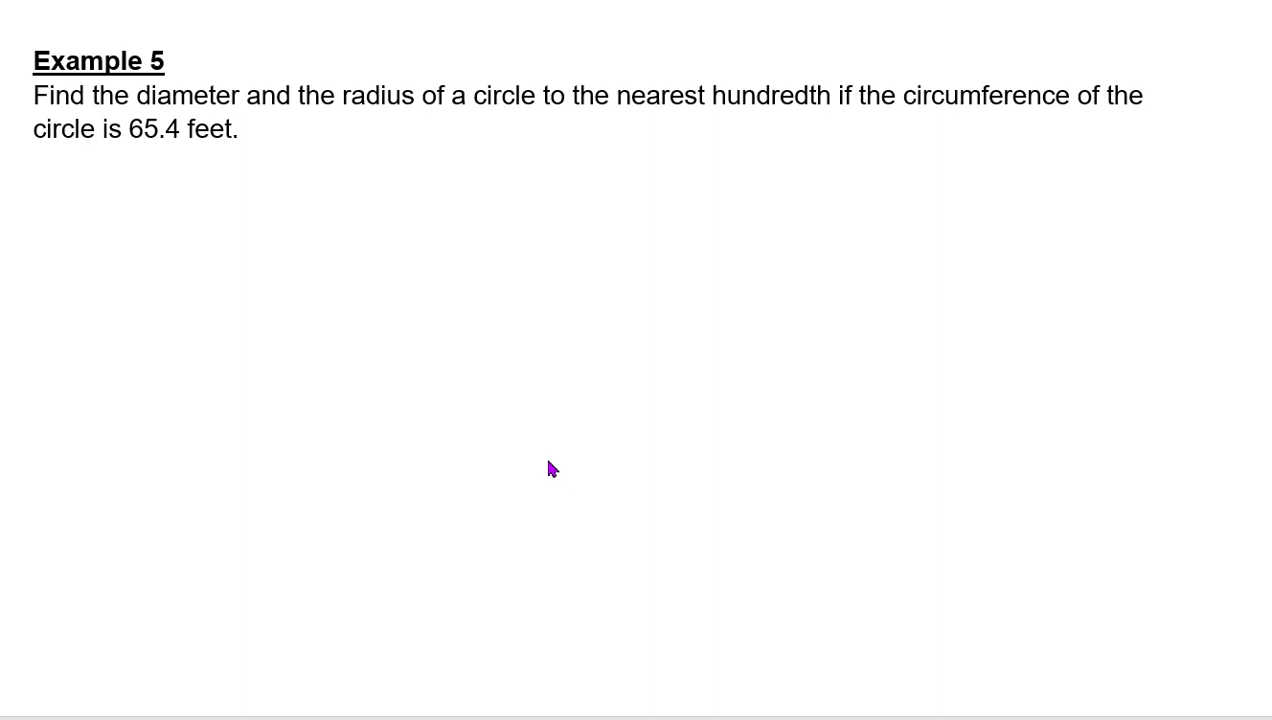 Example 5
Find the diameter and the radius of a circle to the nearest hundredth if the circumference of the
circle is 65.4 feet.